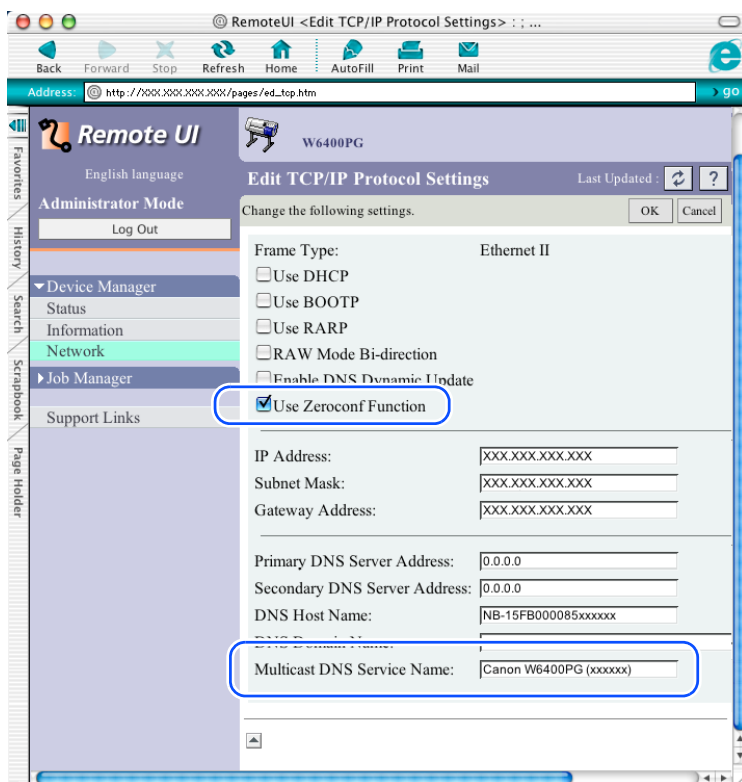 RemoteUI <Edit TCP/IP Protocol Settings> : ; ...
Back Forward Stop Refresh Home AutoFill Print Mail
Address: http://XXX.XXX.XXX.XXX/pages/ed_tcp.htm go
Favorites
History
Search
Scrapbook
Page Holder
Remote UI
English language
Administrator Mode
Log Out
Device Manager
Status
Information
Network
Job Manager
Support Links
W6400PG
Edit TCP/IP Protocol Settings Last Updated : ?
Change the following settings. OK Cancel
Frame Type: Ethernet II
Use DHCP
Use BOOTP
Use RARP
RAW Mode Bi-direction
Enable DNS Dynamic Update
Use Zeroconf Function
IP Address: XXX.XXX.XXX.XXX
Subnet Mask: XXX.XXX.XXX.XXX
Gateway Address: XXX.XXX.XXX.XXX
Primary DNS Server Address: 0.0.0.0
Secondary DNS Server Address: 0.0.0.0
DNS Host Name: NB-15FB000085xxxxxx
DNS Domain Name:
Multicast DNS Service Name: Canon W6400PG (xxxxxx)